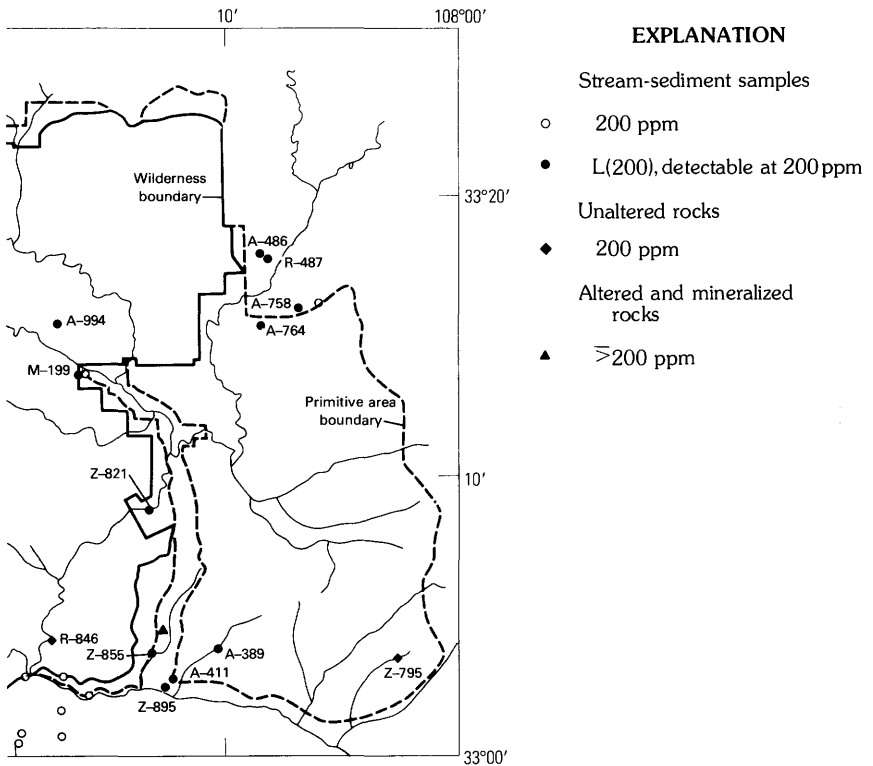 10'
108°00'
EXPLANATION
Stream-sediment samples
200 ppm
L(200), detectable at 200 ppm
Unaltered rocks
200 ppm
Altered and mineralized
rocks
>200 ppm
Wilderness
boundary
33°20'
A-486
R-487
A-758
A-764
A-994
M-199
Primitive area
boundary
Z-821
10'
R-846
Z-855
A-389
A-411
Z-795
Z-895
33°00'